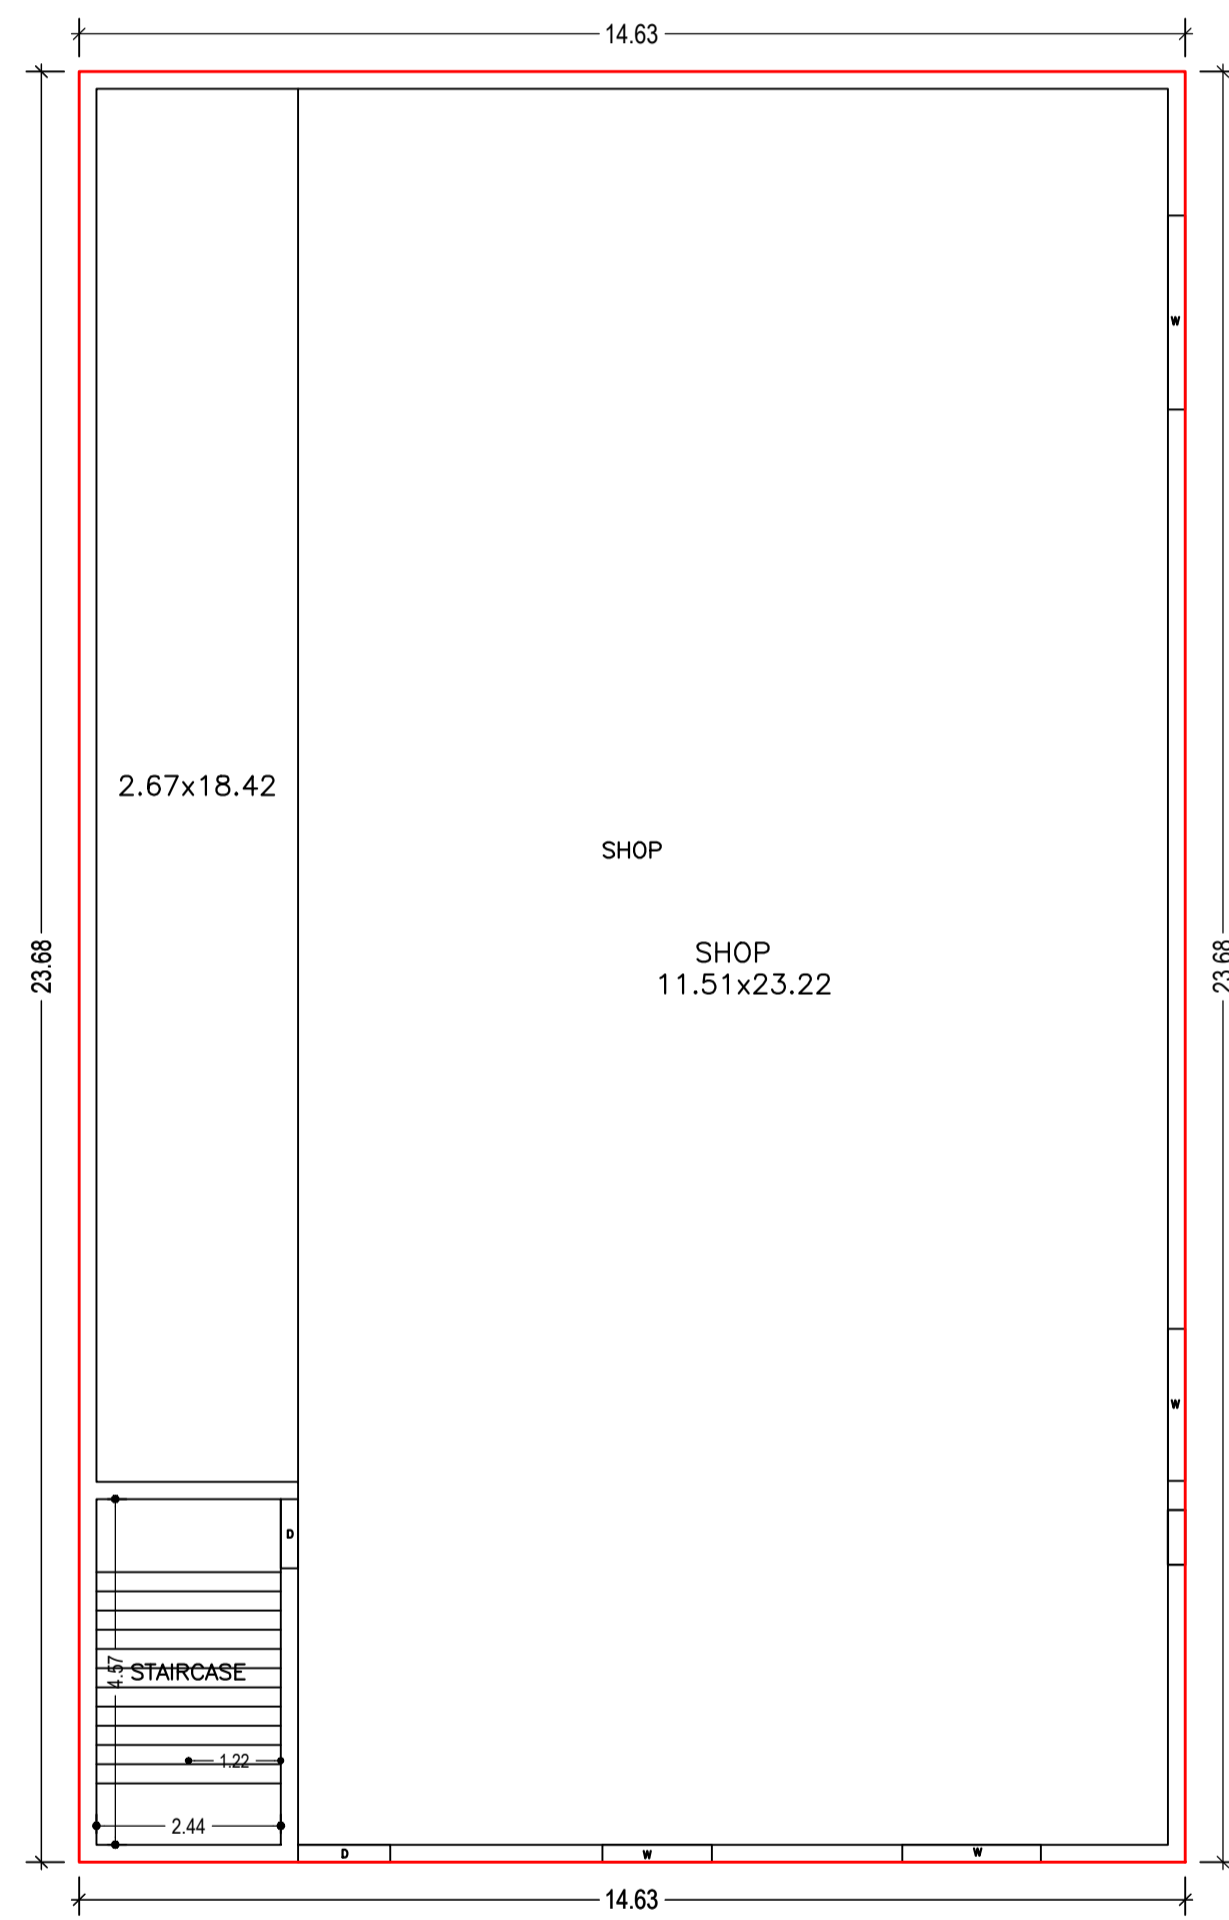 14.63
W
2.67x18.42
SHOP
SHOP
11.51x23.22
23.68
23.68
W
D
4.57
STAIRCASE
1.22
2.44
D
W
W
14.63